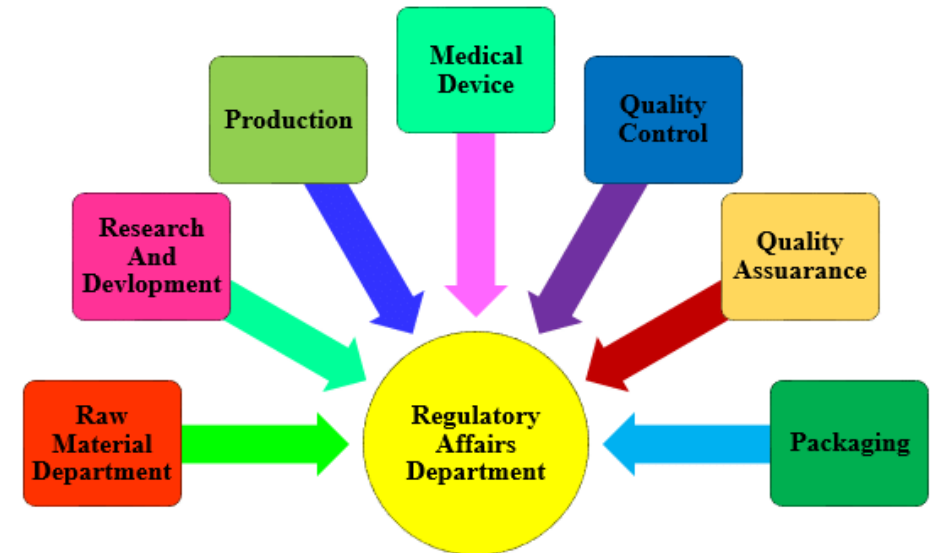 Medical
Device
Production
Quality
Control
Research
And
Devlopment
Quality
Assuarance
Raw
Material
Department
Regulatory
Affairs
Department
Packaging